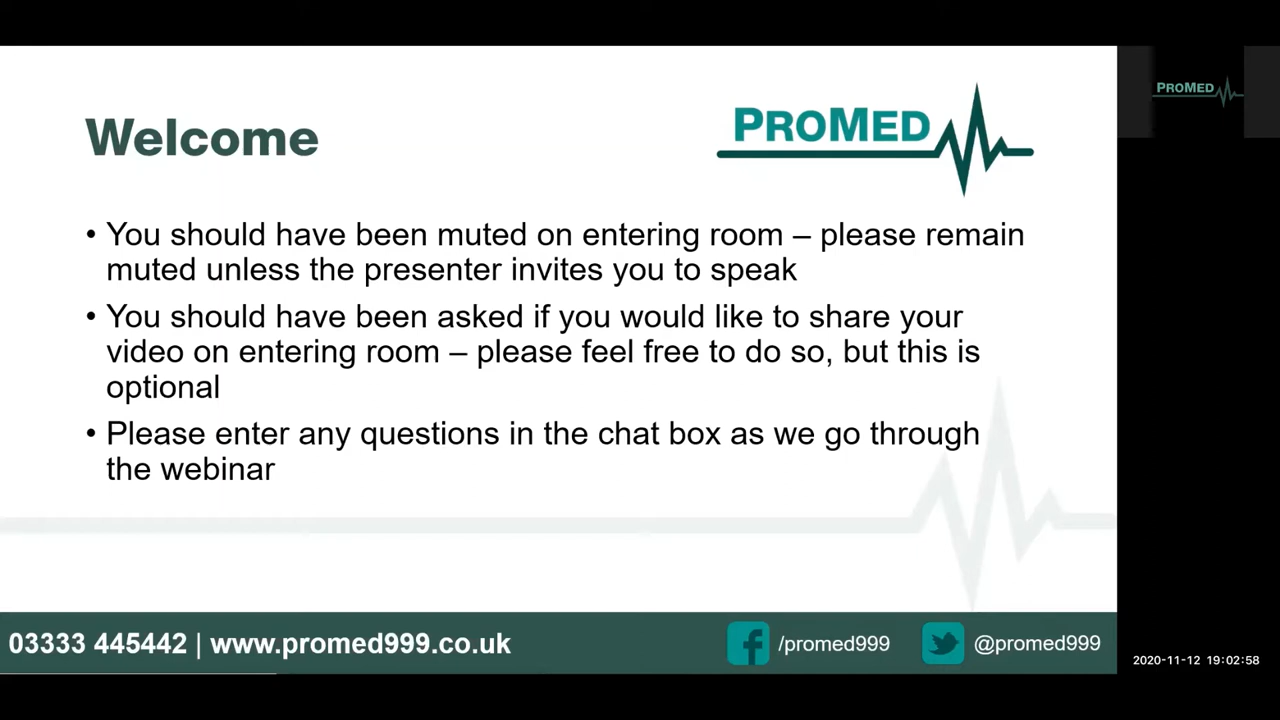 Welcome
PROMED
PROMED
• You should have been muted on entering room – please remain
muted unless the presenter invites you to speak
• You should have been asked if you would like to share your
video on entering room – please feel free to do so, but this is
optional
• Please enter any questions in the chat box as we go through
the webinar
03333 445442 | www.promed999.co.uk
/promed999
@promed999
2020-11-12 19:02:58